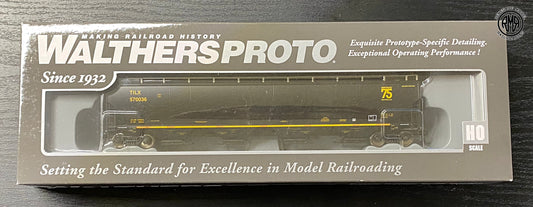 MAKING RAILROAD HISTORY
WALTHERSPROTO®
Since 1932
Exquisite Prototype-Specific Detailing.
Exceptional Operating Performance!
TILX
570036
75
HO
SCALE
Setting the Standard for Excellence in Model Railroading